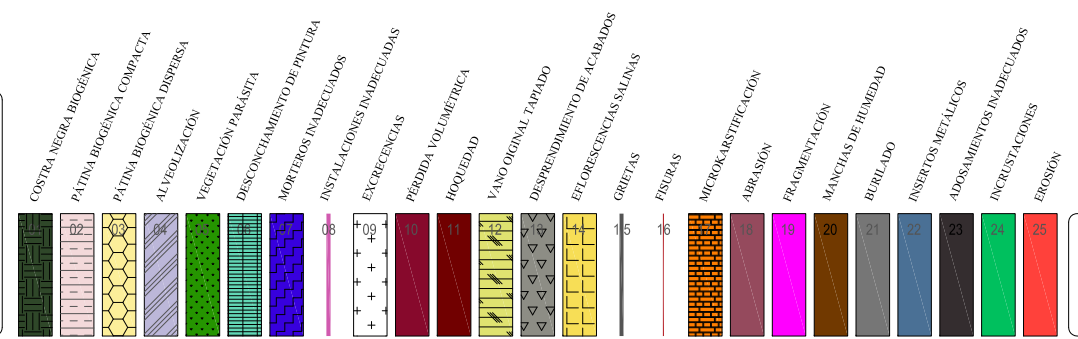 COSTRA NEGRA BIOGÉNICA
PÁTINA BIOGÉNICA COMPACTA
PÁTINA BIOGÉNICA DISPERSA
ALVEOLIZACIÓN
VEGETACIÓN PARÁSITA
DESCONCHAMIENTO DE PINTURA
MORTEROS INADECUADOS
INSTALACIONES INADECUADAS
EXCRECENCIAS
PÉRDIDA VOLUMÉTRICA
HOQUEDAD
VANO OIGINAL TAPIADO
DESPRENDIMIENTO DE ACABADOS
EFLORESCENCIAS SALINAS
GRIETAS
FISURAS
MICROKARSTIFICACIÓN
ABRASIÓN
FRAGMENTACIÓN
MANCHAS DE HUMEDAD
BURILADO
INSERTOS METÁLICOS
ADOSAMIENTOS INADECUADOS
INCRUSTACIONES
EROSIÓN
02 03 04 05 06 07 08 09 10 11 12 13 14 15 16 17 18 19 20 21 22 23 24 25